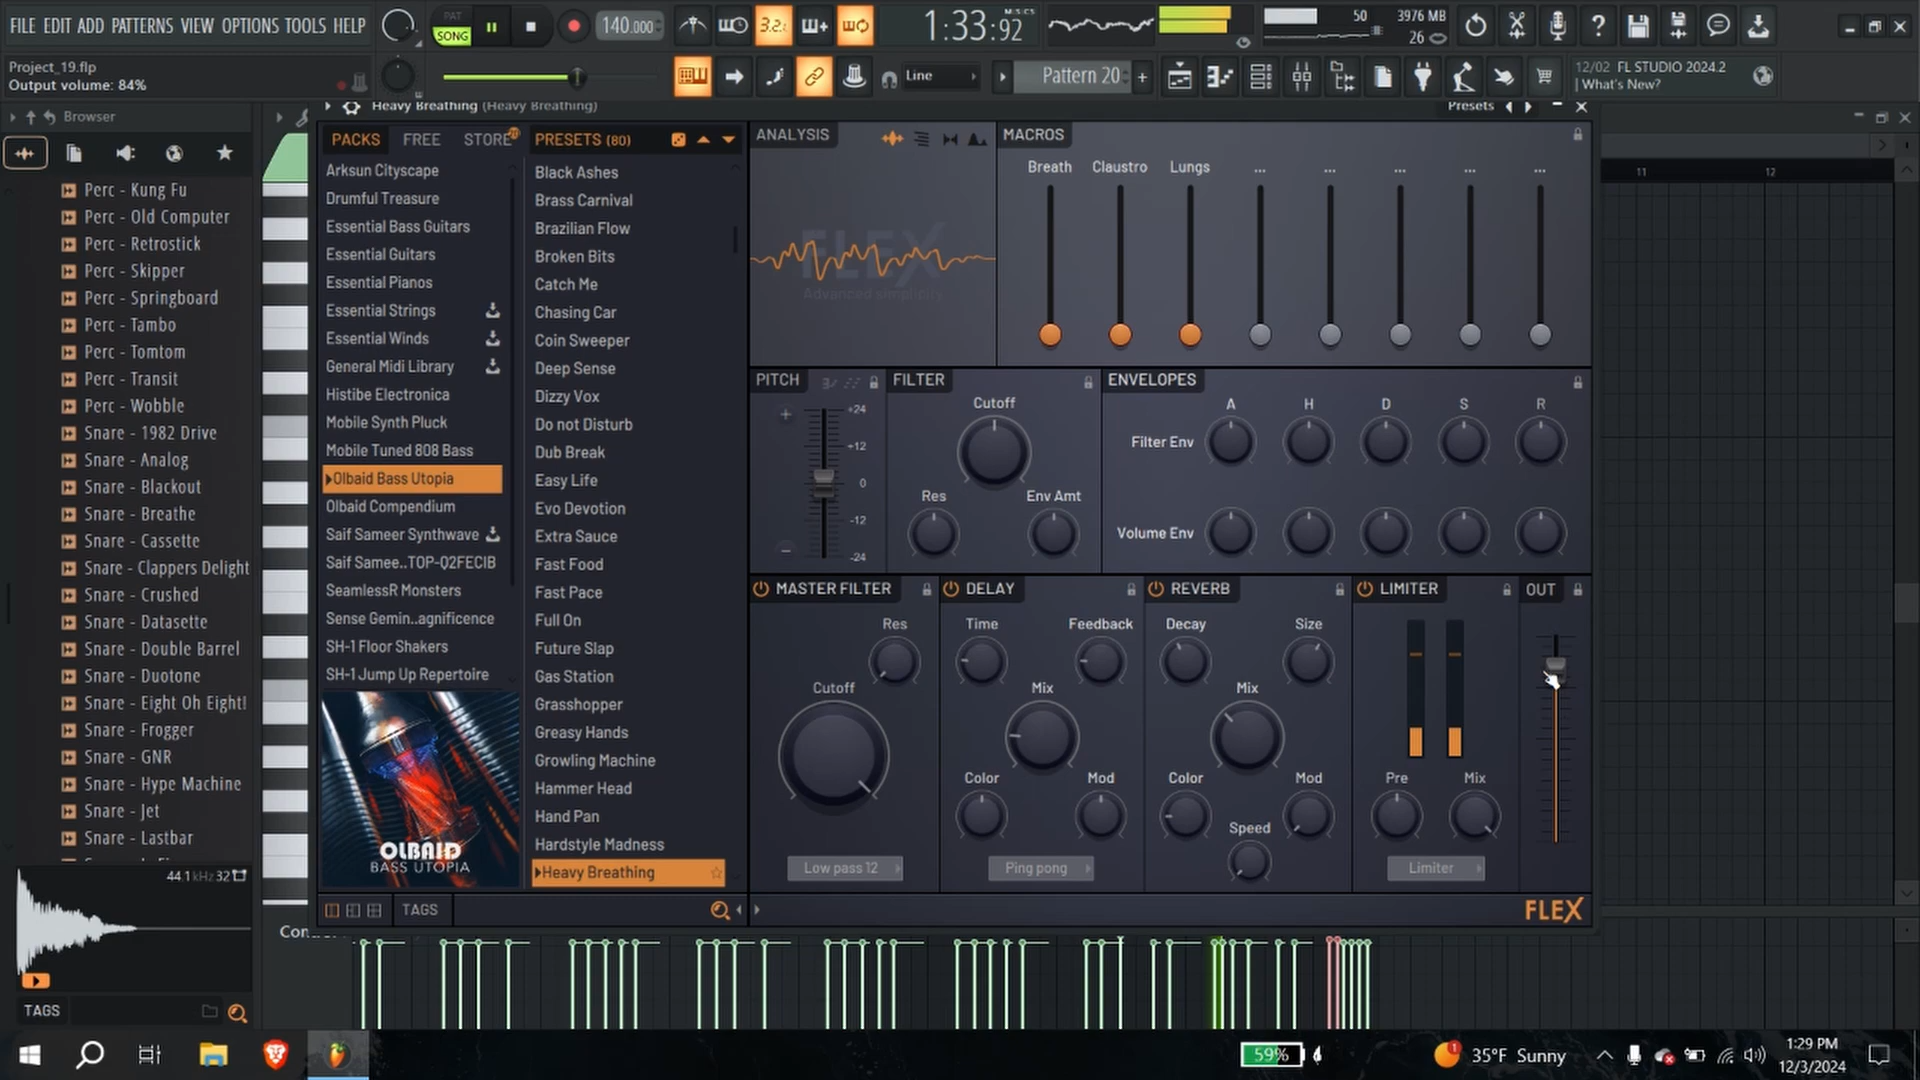 FILE EDIT ADD PATTERNS VIEW OPTIONS TOOLS HELP
PAT
SONG
140.000
3.2.
1:33:92
M:S:CS
50
3976 MB
26
Project_19.flp
Output volume: 84%
Line
Pattern 20
12/02 FL STUDIO 2024.2
What's New?
Browser
Heavy Breathing (Heavy Breathing)
Presets
11
12
Perc - Kung Fu
Perc - Old Computer
Perc - Retrostick
Perc - Skipper
Perc - Springboard
Perc - Tambo
Perc - Tomtom
Perc - Transit
Perc - Wobble
Snare - 1982 Drive
Snare - Analog
Snare - Blackout
Snare - Breathe
Snare - Cassette
Snare - Clappers Delight
Snare - Crushed
Snare - Datasette
Snare - Double Barrel
Snare - Duotone
Snare - Eight Oh Eight!
Snare - Frogger
Snare - GNR
Snare - Hype Machine
Snare - Jet
Snare - Lastbar
44.1 kHz 32
TAGS
PACKS
FREE
STORE
Arksun Cityscape
Drumful Treasure
Essential Bass Guitars
Essential Guitars
Essential Pianos
Essential Strings
Essential Winds
General Midi Library
Histibe Electronica
Mobile Synth Pluck
Mobile Tuned 808 Bass
Olbaid Bass Utopia
Olbaid Compendium
Saif Sameer Synthwave
Saif Samee..TOP-Q2FECIB
SeamlessR Monsters
Sense Gemin..agnificence
SH-1 Floor Shakers
SH-1 Jump Up Repertoire
OLBAID
BASS UTOPIA
TAGS
PRESETS (80)
Black Ashes
Brass Carnival
Brazilian Flow
Broken Bits
Catch Me
Chasing Car
Coin Sweeper
Deep Sense
Dizzy Vox
Do not Disturb
Dub Break
Easy Life
Evo Devotion
Extra Sauce
Fast Food
Fast Pace
Full On
Future Slap
Gas Station
Grasshopper
Greasy Hands
Growling Machine
Hammer Head
Hand Pan
Hardstyle Madness
Heavy Breathing
ANALYSIS
FLEX
Advanced simplicity
MACROS
Breath
Claustro
Lungs
...
...
...
...
...
PITCH
+24
+12
0
-12
-24
FILTER
Cutoff
Res
Env Amt
ENVELOPES
A
H
D
S
R
Filter Env
Volume Env
MASTER FILTER
Res
Cutoff
Low pass 12
DELAY
Time
Feedback
Mix
Color
Mod
Ping pong
REVERB
Decay
Size
Mix
Color
Mod
Speed
LIMITER
Pre
Mix
Limiter
OUT
FLEX
59%
35°F Sunny
1:29 PM
12/3/2024